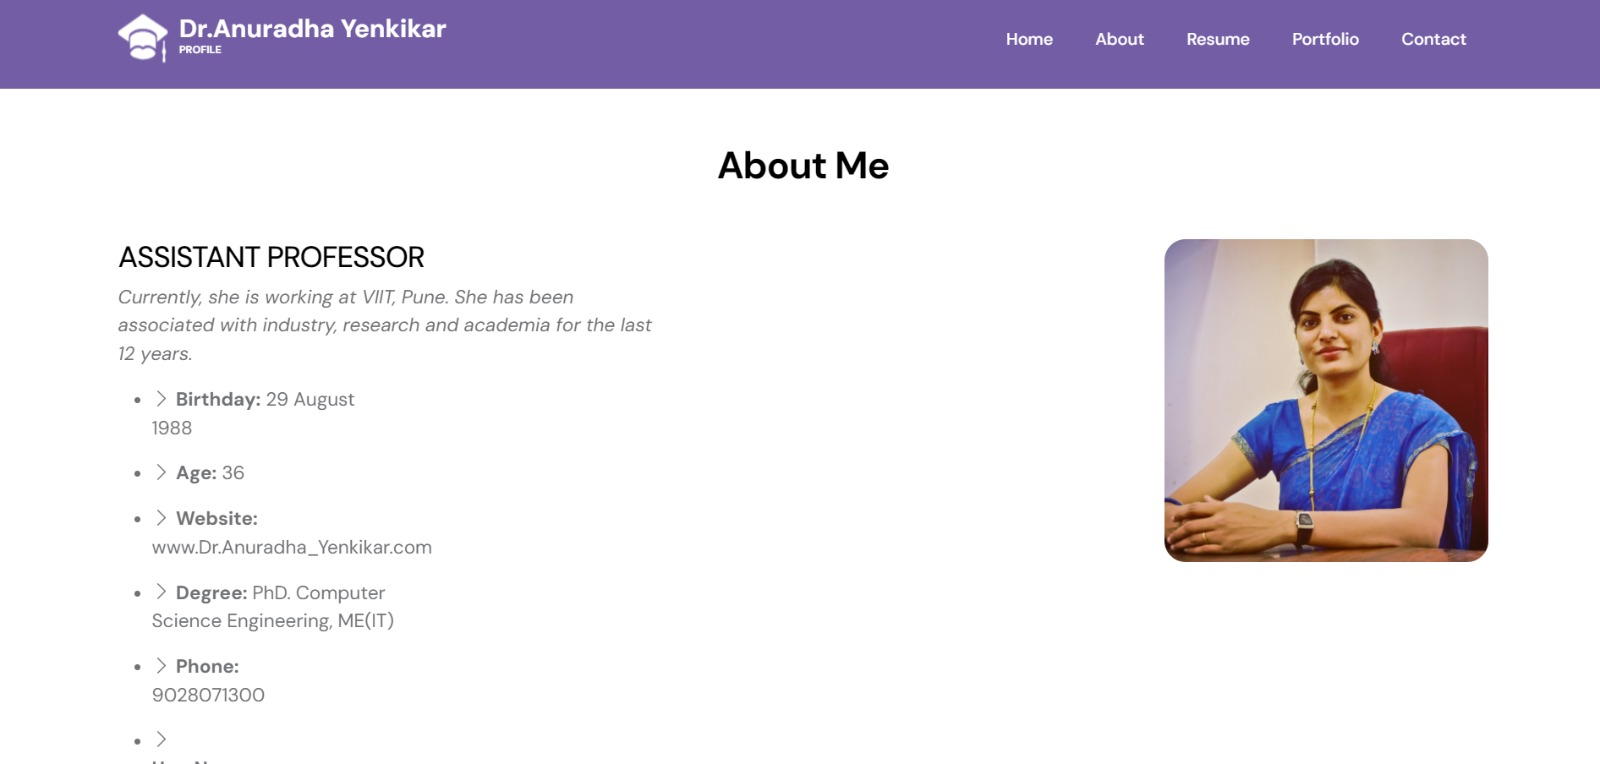 Dr.Anuradha Yenkikar
PROFILE
Home About Resume Portfolio Contact
About Me
ASSISTANT PROFESSOR
Currently, she is working at VIIT, Pune. She has been
associated with industry, research and academia for the last
12 years.
Birthday: 29 August
1988
Age: 36
Website:
www.Dr.Anuradha_Yenkikar.com
Degree: PhD. Computer
Science Engineering, ME(IT)
Phone:
9028071300